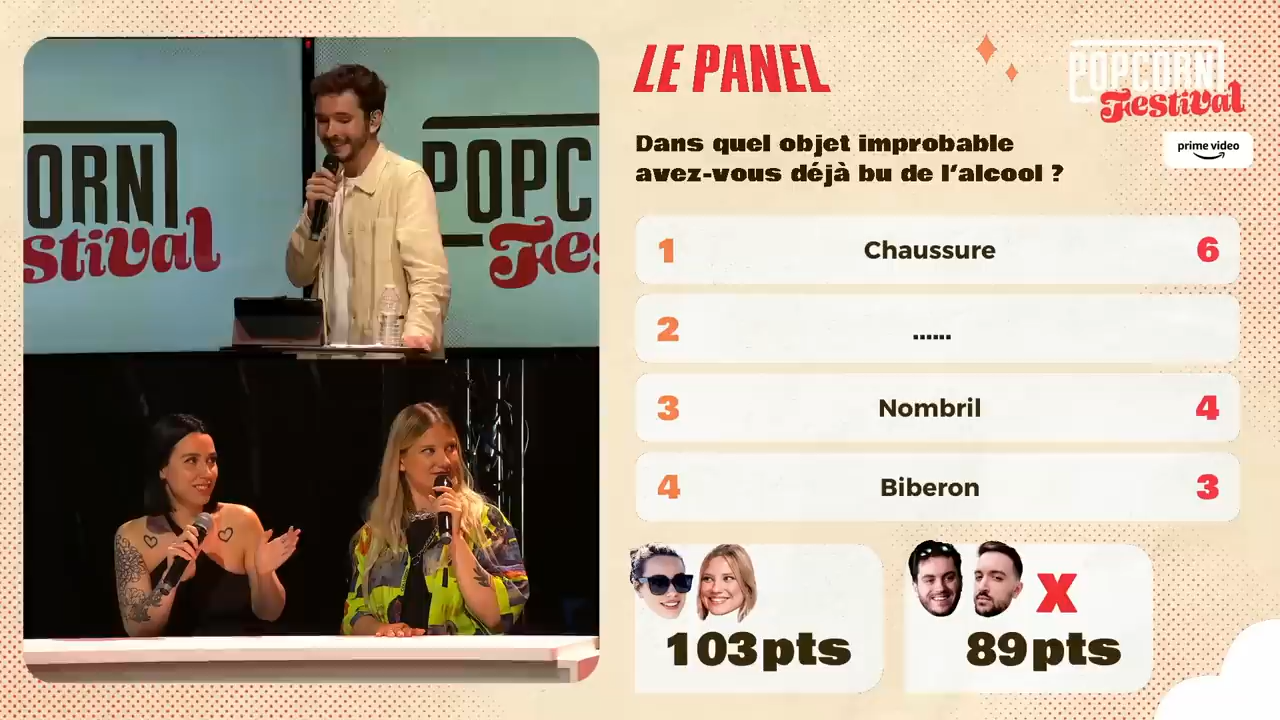 ORN
Festival
POPC
Fes
LE PANEL
POPCORN
Festival
prime video
Dans quel objet improbable
avez-vous déjà bu de l'alcool ?
1 Chaussure 6
2 ......
3 Nombril 4
4 Biberon 3
103pts
X
89pts